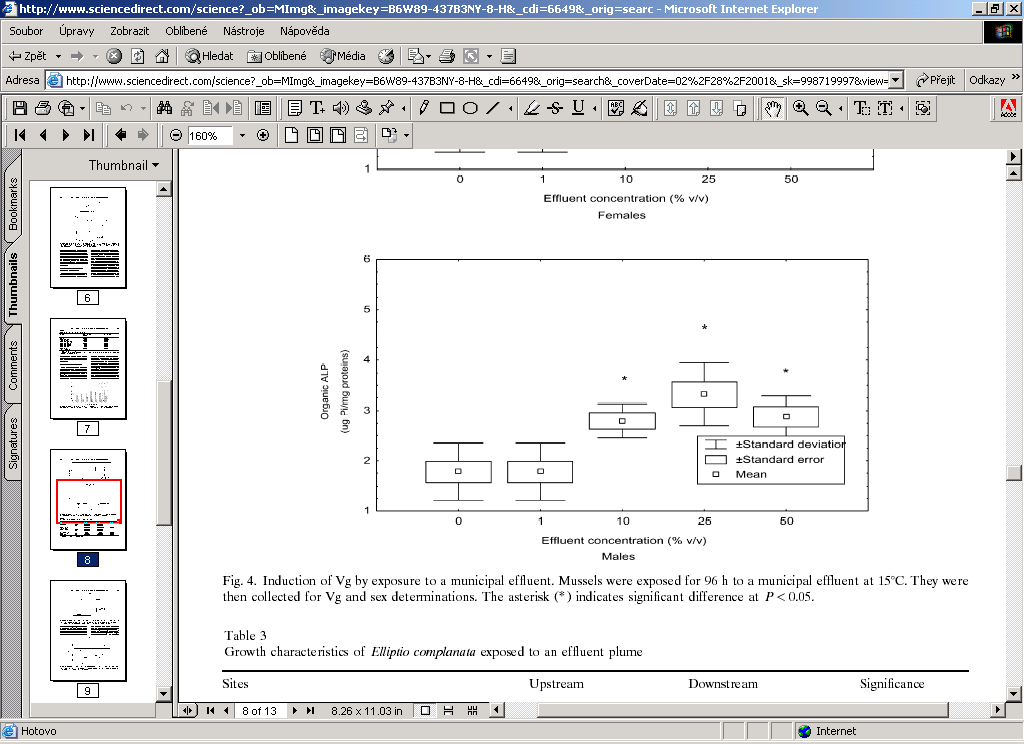 http://www.sciencedirect.com/science?_ob=MImg&_imagekey=B6W89-437B3NY-8-H&_cdi=6649&_orig=searc - Microsoft Internet Explorer
Soubor Úpravy Zobrazit Oblíbené Nástroje Nápověda
Zpět Hledat Oblíbené Média
Adresa http://www.sciencedirect.com/science?_ob=MImg&_imagekey=B6W89-437B3NY-8-H&_cdi=6649&_orig=search&_coverDate=02%2F28%2F2001&_sk=998719997&view= Přejít Odkazy »
160%
Bookmarks
Thumbnails
Comments
Signatures
Thumbnail
6
7
8
9
1
0 1 10 25 50
Effluent concentration (% v/v)
Females
6
5
4
3
2
1
Organic ALP
(ug Pi/mg proteins)
* * *
±Standard deviation
±Standard error
Mean
0 1 10 25 50
Effluent concentration (% v/v)
Males
Fig. 4. Induction of Vg by exposure to a municipal effluent. Mussels were exposed for 96 h to a municipal effluent at 15°C. They were
then collected for Vg and sex determinations. The asterisk (*) indicates significant difference at P < 0.05.
Table 3
Growth characteristics of Elliptio complanata exposed to an effluent plume
Sites Upstream Downstream Significance
8 of 13 8.26 x 11.03 in
Hotovo Internet